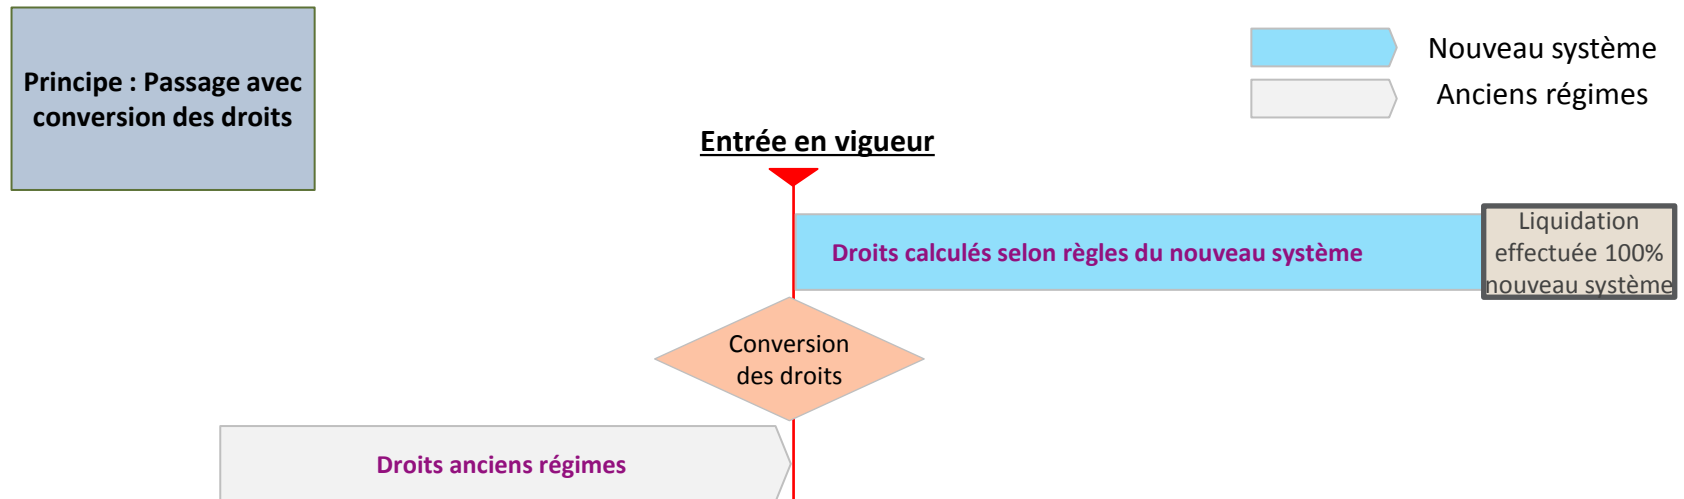 Principe : Passage avec
conversion des droits
Nouveau système
Anciens régimes
Entrée en vigueur
Droits calculés selon règles du nouveau système
Liquidation
effectuée 100%
nouveau système
Conversion
des droits
Droits anciens régimes